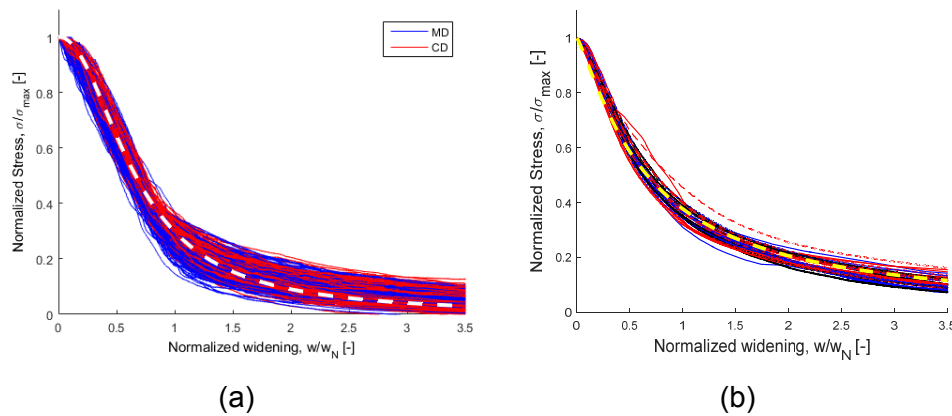 MD
CD
1
0.8
0.6
0.4
0.2
0
Normalized Stress, σ/σmax [-]
0 0.5 1 1.5 2 2.5 3 3.5
Normalized widening, w/wN [-]
(a)
1
0.8
0.6
0.4
0.2
0
Normalized Stress, σ/σmax [-]
0 0.5 1 1.5 2 2.5 3 3.5
Normalized widening, w/wN [-]
(b)